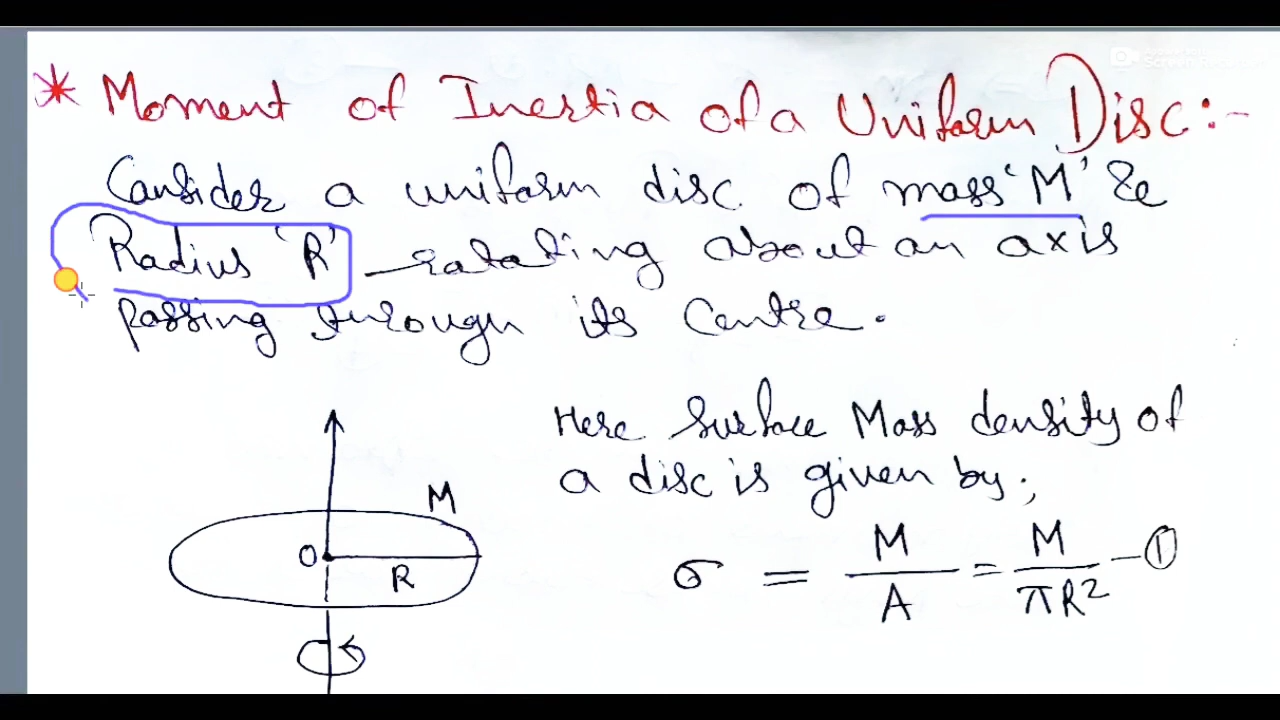 * Moment of Inertia of a Uniform Disc:-
Consider a uniform disc of mass 'M' &
Radius 'R' rotating about an axis
passing through its Centre.
Here Surface Mass density of
a disc is given by;
σ = M/A = M/πR² — ①
M
O
R